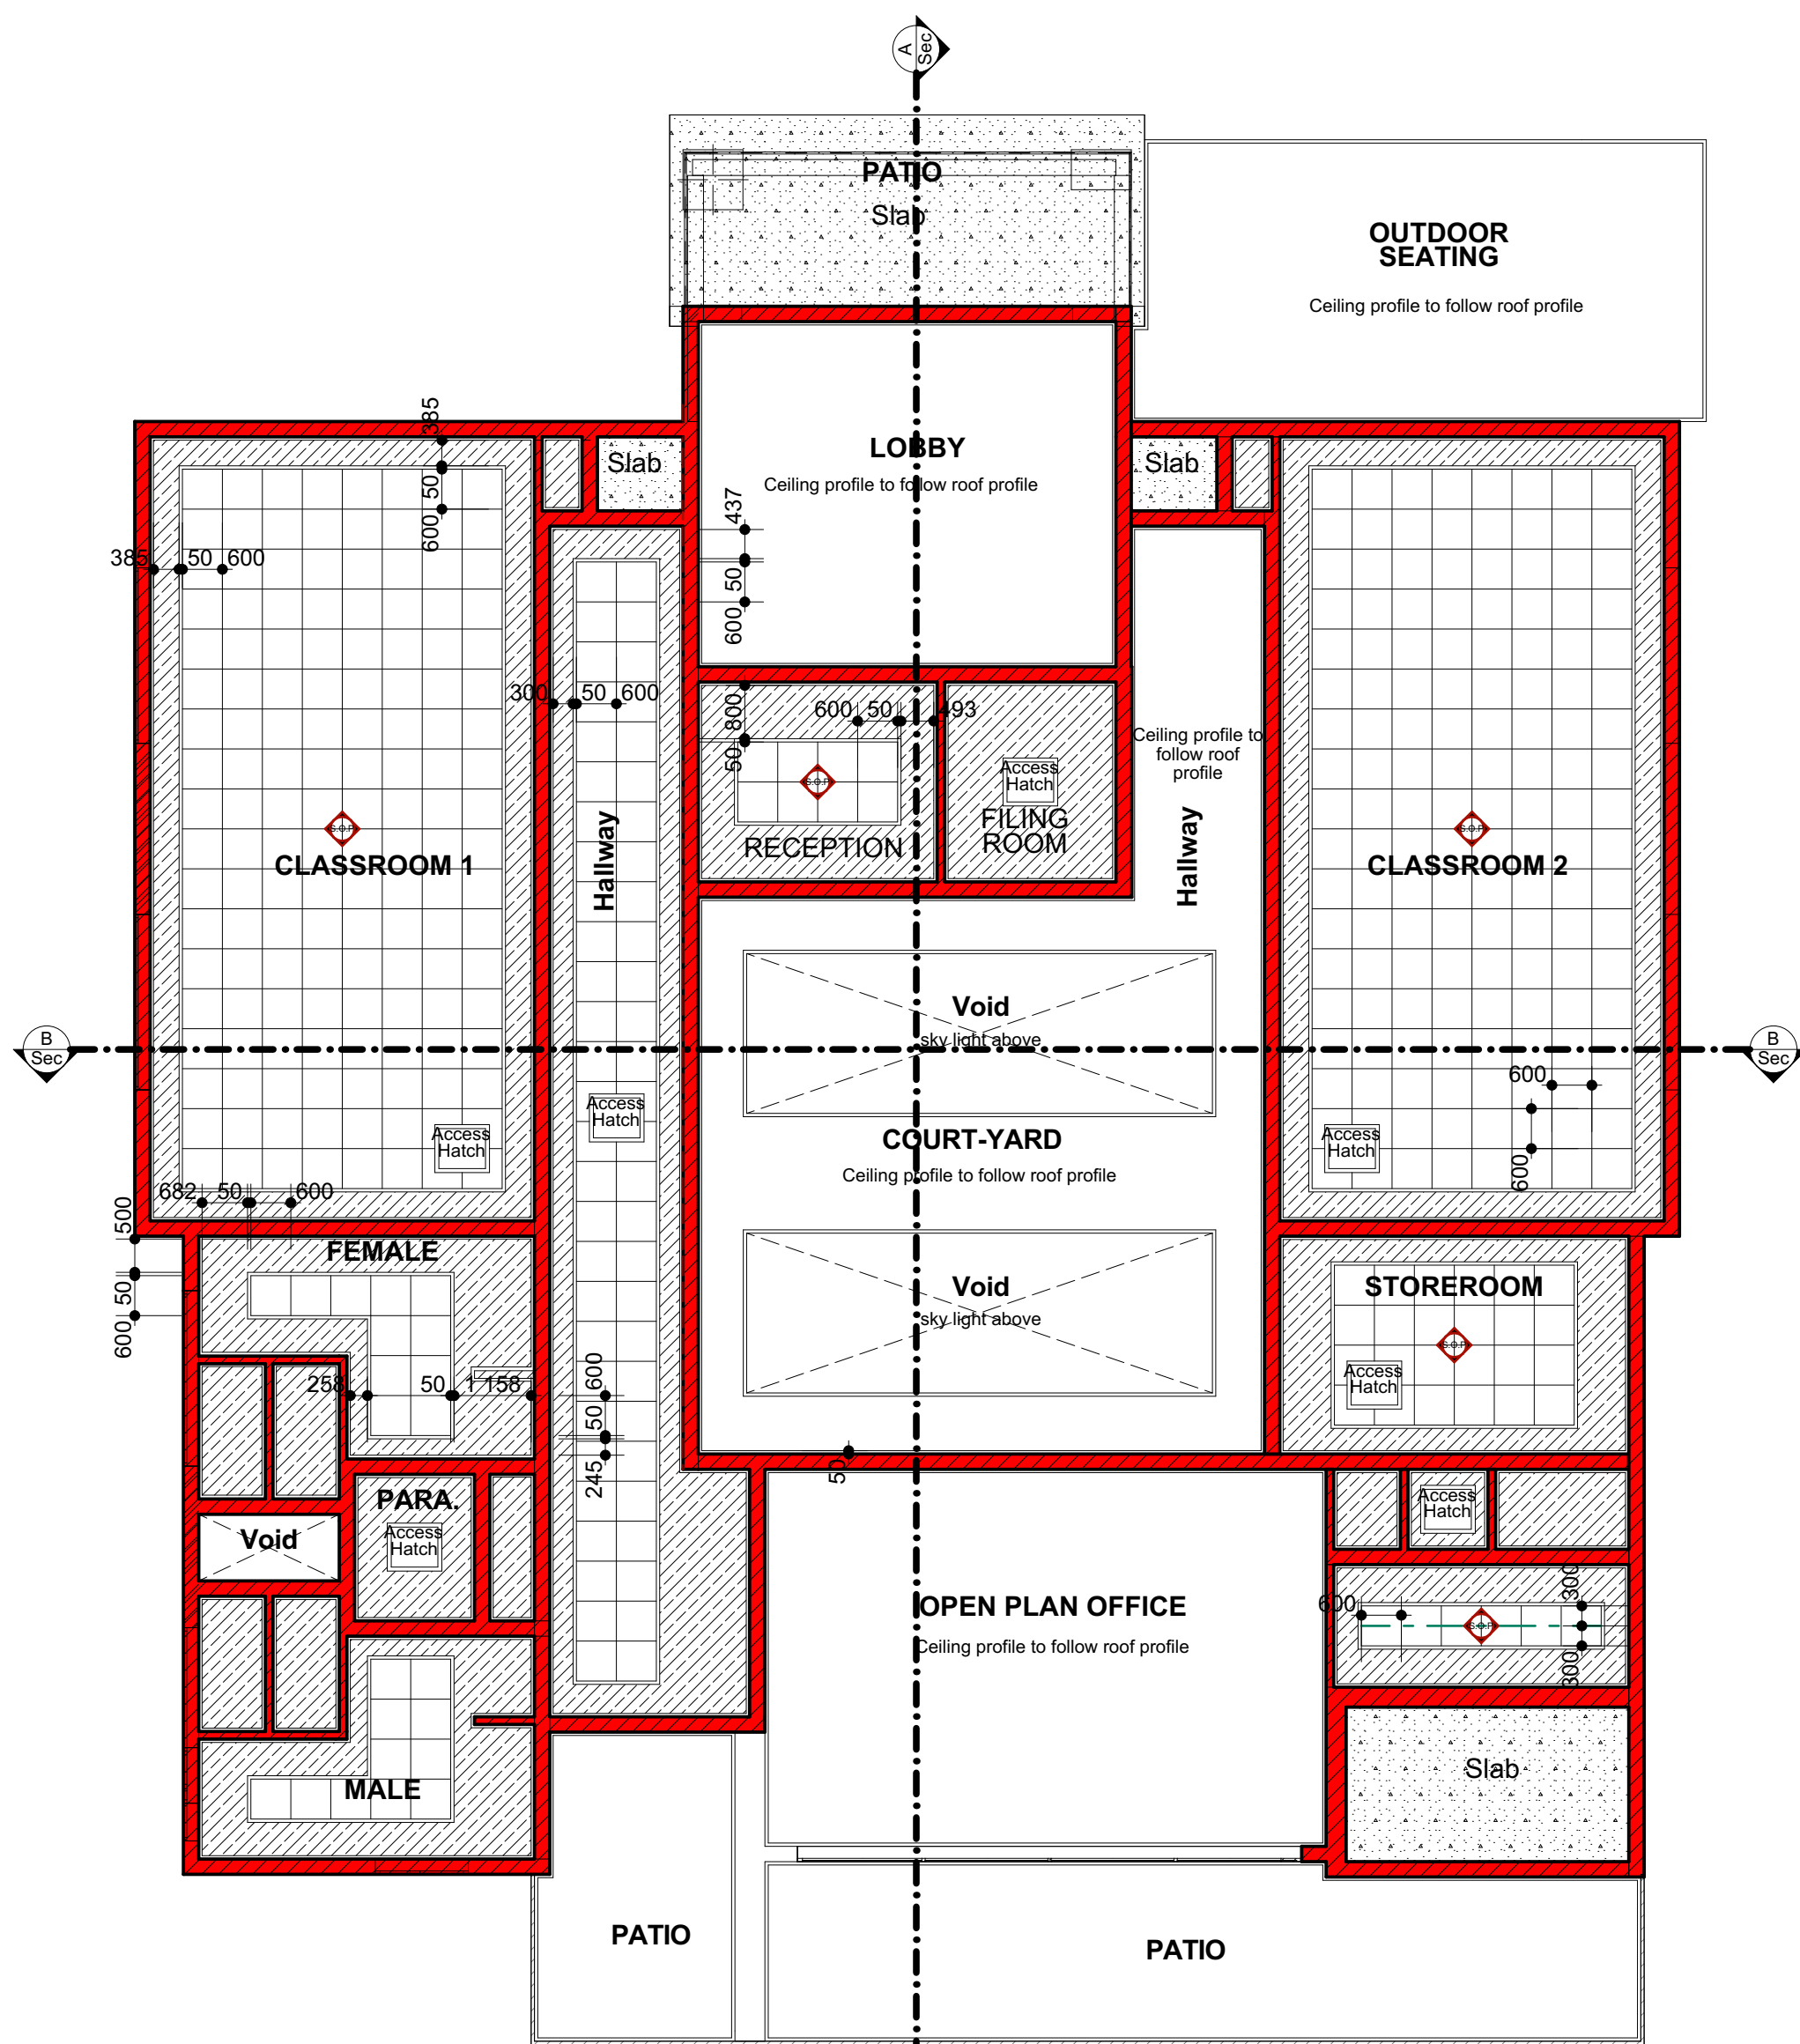 A
Sec
PATIO
Slab
OUTDOOR
SEATING
Ceiling profile to follow roof profile
385
50
600
385
50
600
Slab
LOBBY
Ceiling profile to follow roof profile
437
50
600
Slab
300
50
600
800
50
600
50
493
Ceiling profile to
follow roof
profile
S.O.P
Access
Hatch
RECEPTION
FILING
ROOM
S.O.P
CLASSROOM 1
Hallway
Hallway
S.O.P
CLASSROOM 2
Void
sky light above
B
Sec
B
Sec
600
600
Access
Hatch
Access
Hatch
Access
Hatch
COURT-YARD
Ceiling profile to follow roof profile
682
50
600
500
50
600
FEMALE
Void
sky light above
STOREROOM
S.O.P
Access
Hatch
258
50
1 158
600
50
245
50
PARA.
Access
Hatch
Void
Access
Hatch
OPEN PLAN OFFICE
Ceiling profile to follow roof profile
600
300
300
S.O.P
MALE
Slab
PATIO
PATIO